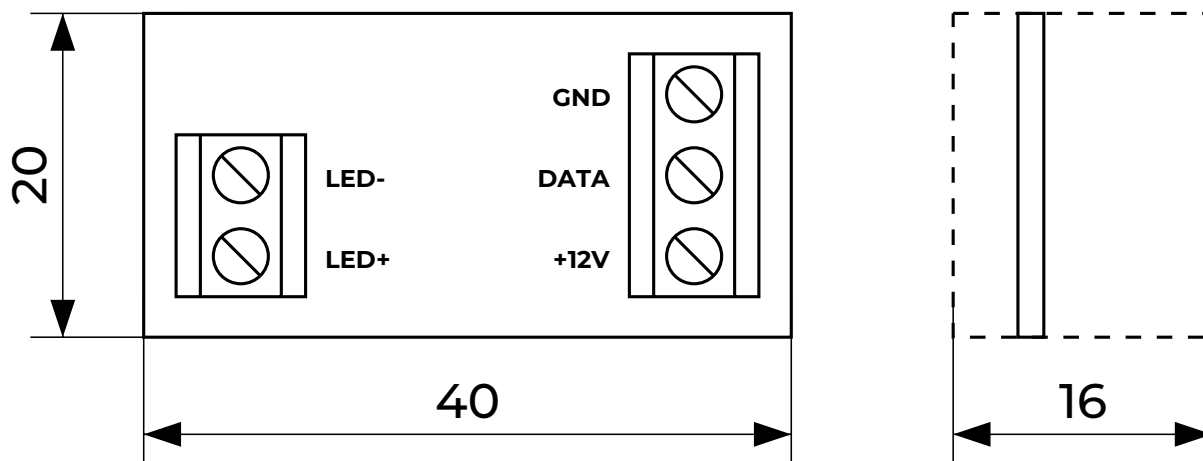 GND
20
LED-
DATA
LED+
+12V
40
16